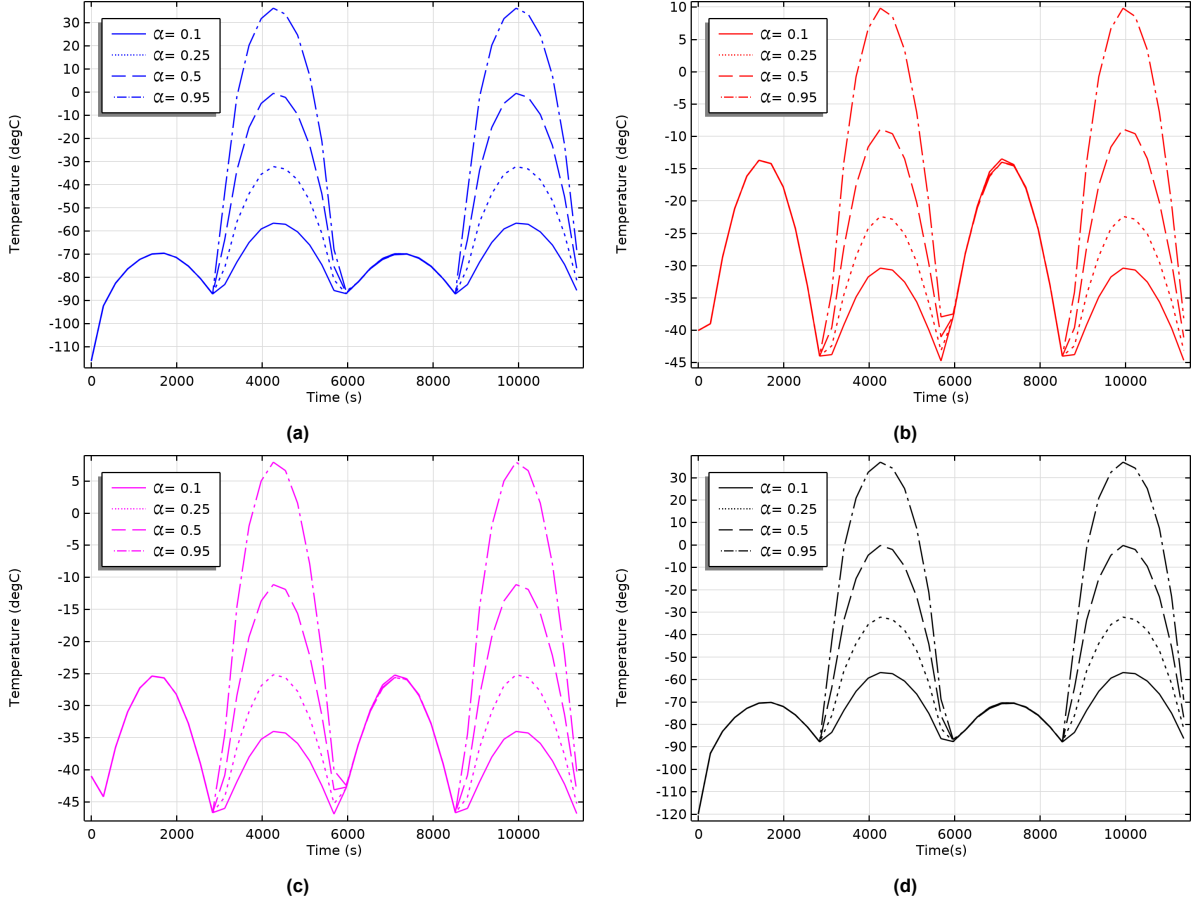 30
20
10
0
-10
-20
-30
-40
-50
-60
-70
-80
-90
-100
-110
Temperature (degC)
α= 0.1
α= 0.25
α= 0.5
α= 0.95
0 2000 4000 6000 8000 10000
Time (s)
(a)
10
5
0
-5
-10
-15
-20
-25
-30
-35
-40
-45
Temperature (degC)
α= 0.1
α= 0.25
α= 0.5
α= 0.95
0 2000 4000 6000 8000 10000
Time (s)
(b)
5
0
-5
-10
-15
-20
-25
-30
-35
-40
-45
Temperature (degC)
α= 0.1
α= 0.25
α= 0.5
α= 0.95
0 2000 4000 6000 8000 10000
Time (s)
(c)
30
20
10
0
-10
-20
-30
-40
-50
-60
-70
-80
-90
-100
-110
-120
Temperature (degC)
α= 0.1
α= 0.25
α= 0.5
α= 0.95
0 2000 4000 6000 8000 10000
Time(s)
(d)